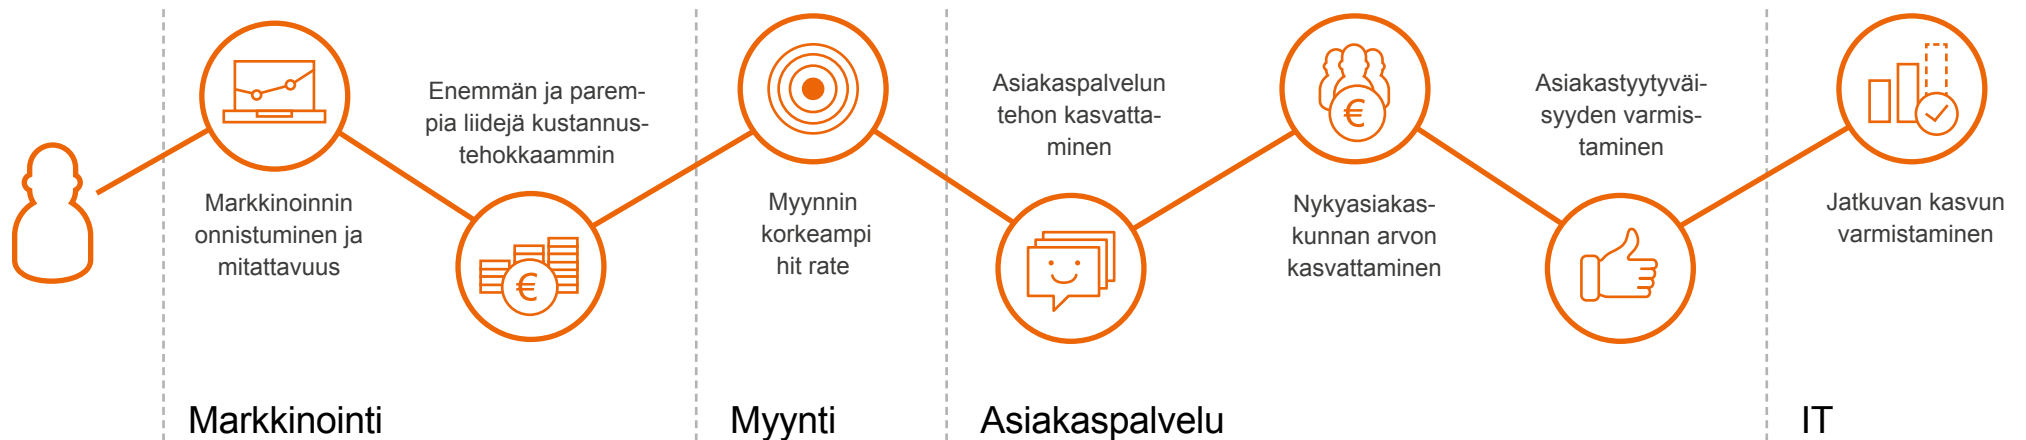 Markkinoinnin
onnistuminen ja
mitattavuus
Enemmän ja parem-
pia liidejä kustannus-
tehokkaammin
€
Myynnin
korkeampi
hit rate
Asiakaspalvelun
tehon kasvatta-
minen
€
Nykyasiakas-
kunnan arvon
kasvattaminen
Asiakastyytyväi-
syyden varmis-
taminen
Jatkuvan kasvun
varmistaminen
Markkinointi
Myynti
Asiakaspalvelu
IT